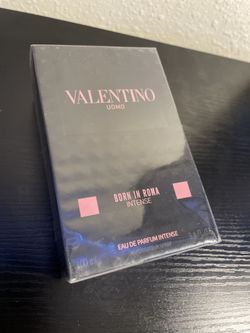 VALENTINO
UOMO
BORN IN ROMA
INTENSE
EAU DE PARFUM INTENSE